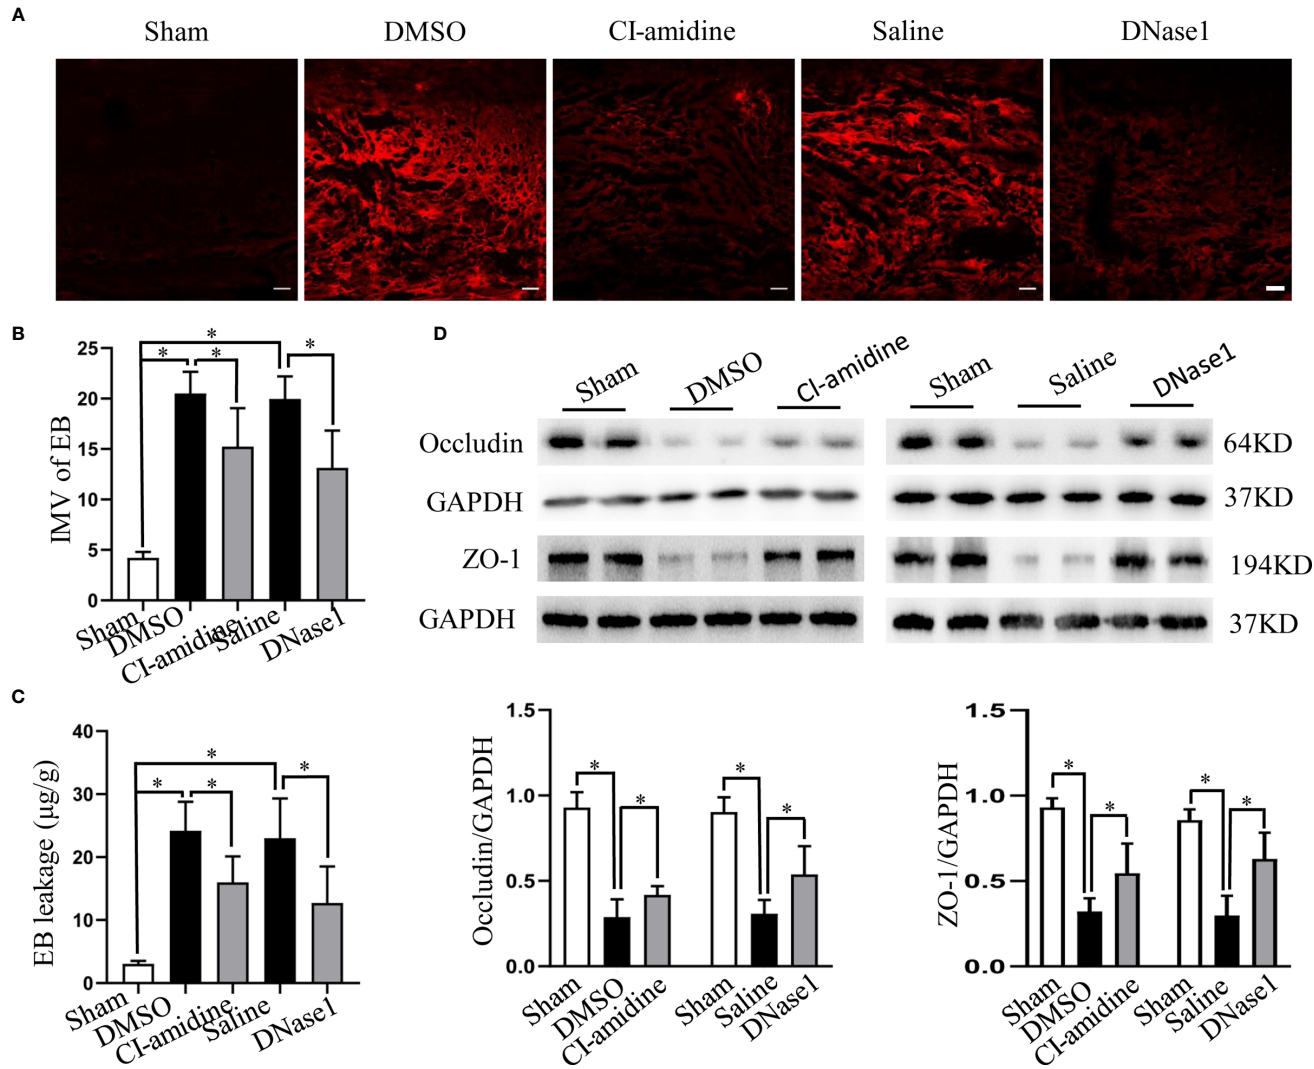 A
Sham DMSO CI-amidine Saline DNase1
B
IMV of EB
25
20
15
10
5
0
* * * *
Sham DMSO CI-amidine Saline DNase1
C
EB leakage (μg/g)
40
30
20
10
0
* * * *
Sham DMSO CI-amidine Saline DNase1
D
Sham DMSO CI-amidine Sham Saline DNase1
Occludin 64KD
GAPDH 37KD
ZO-1 194KD
GAPDH 37KD
Occludin/GAPDH
1.5
1.0
0.5
0.0
* * * *
Sham DMSO CI-amidine Sham Saline DNase1
ZO-1/GAPDH
1.5
1.0
0.5
0.0
* * * *
Sham DMSO CI-amidine Sham Saline DNase1